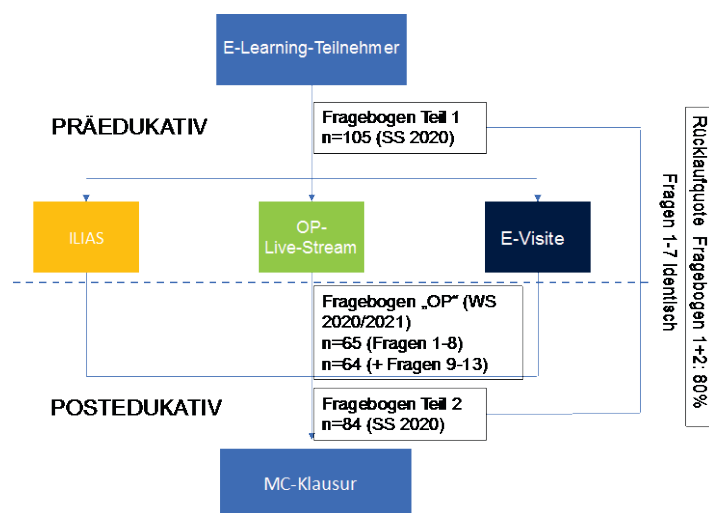 E-Learning-Teilnehmer
PRÄEDUKATIV
Fragebogen Teil 1
n=105 (SS 2020)
ILIAS
OP-
Live-Stream
E-Visite
Rücklaufquote Fragebogen 1+2: 80%
Fragen 1-7 Identisch
Fragebogen „OP“ (WS
2020/2021)
n=65 (Fragen 1-8)
n=64 (+ Fragen 9-13)
POSTEDUKATIV
Fragebogen Teil 2
n=84 (SS 2020)
MC-Klausur